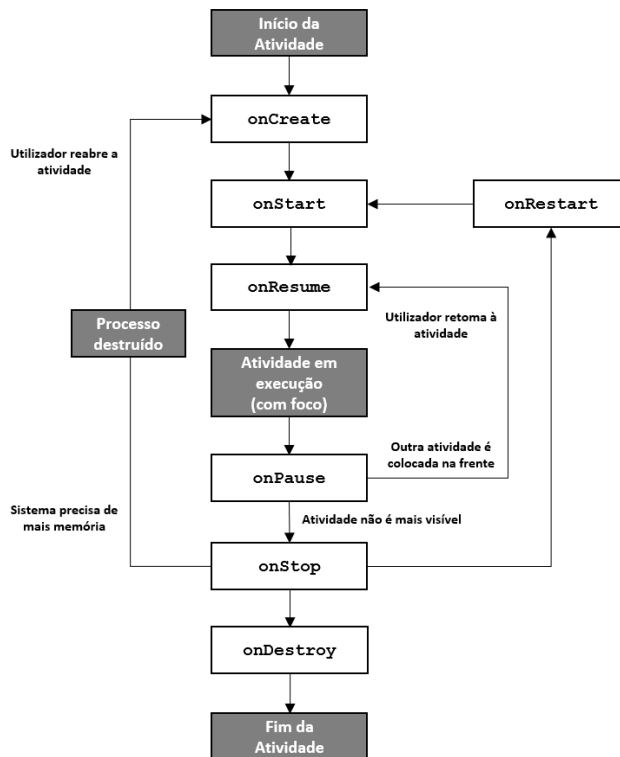 Início da
Atividade
onCreate
Utilizador reabre a
atividade
onStart
onRestart
onResume
Processo
destruído
Utilizador retoma à
atividade
Atividade em
execução
(com foco)
Outra atividade é
colocada na frente
onPause
Sistema precisa de
mais memória
Atividade não é mais visível
onStop
onDestroy
Fim da
Atividade